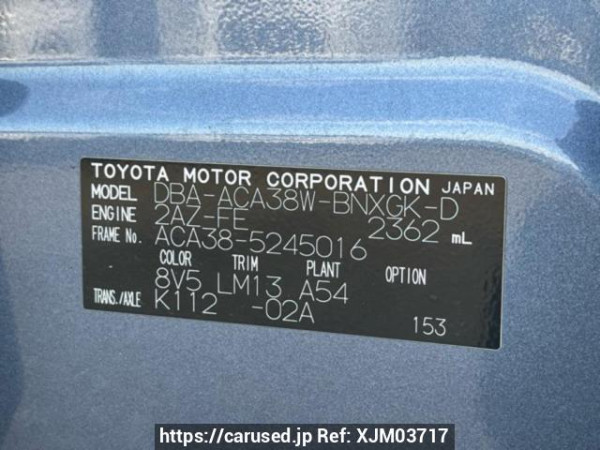 TOYOTA MOTOR CORPORATION JAPAN
MODEL DBA-ACA38W-BNXGK-D
ENGINE 2AZ-FE 2362 mL
FRAME NO. ACA38-5245016
COLOR TRIM PLANT
8V5 LM13 A54
TRANS./AXLE K112 -02A
153
https://carused.jp Ref: XJM03717